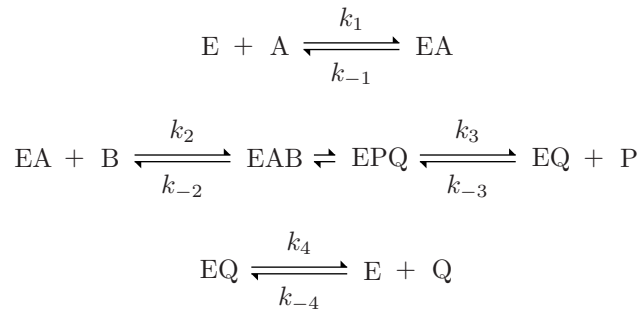 k₁
E + A ⇌ EA
k₋₁
k₂ k₃
EA + B ⇌ EAB ⇌ EPQ ⇌ EQ + P
k₋₂ k₋₃
k₄
EQ ⇌ E + Q
k₋₄